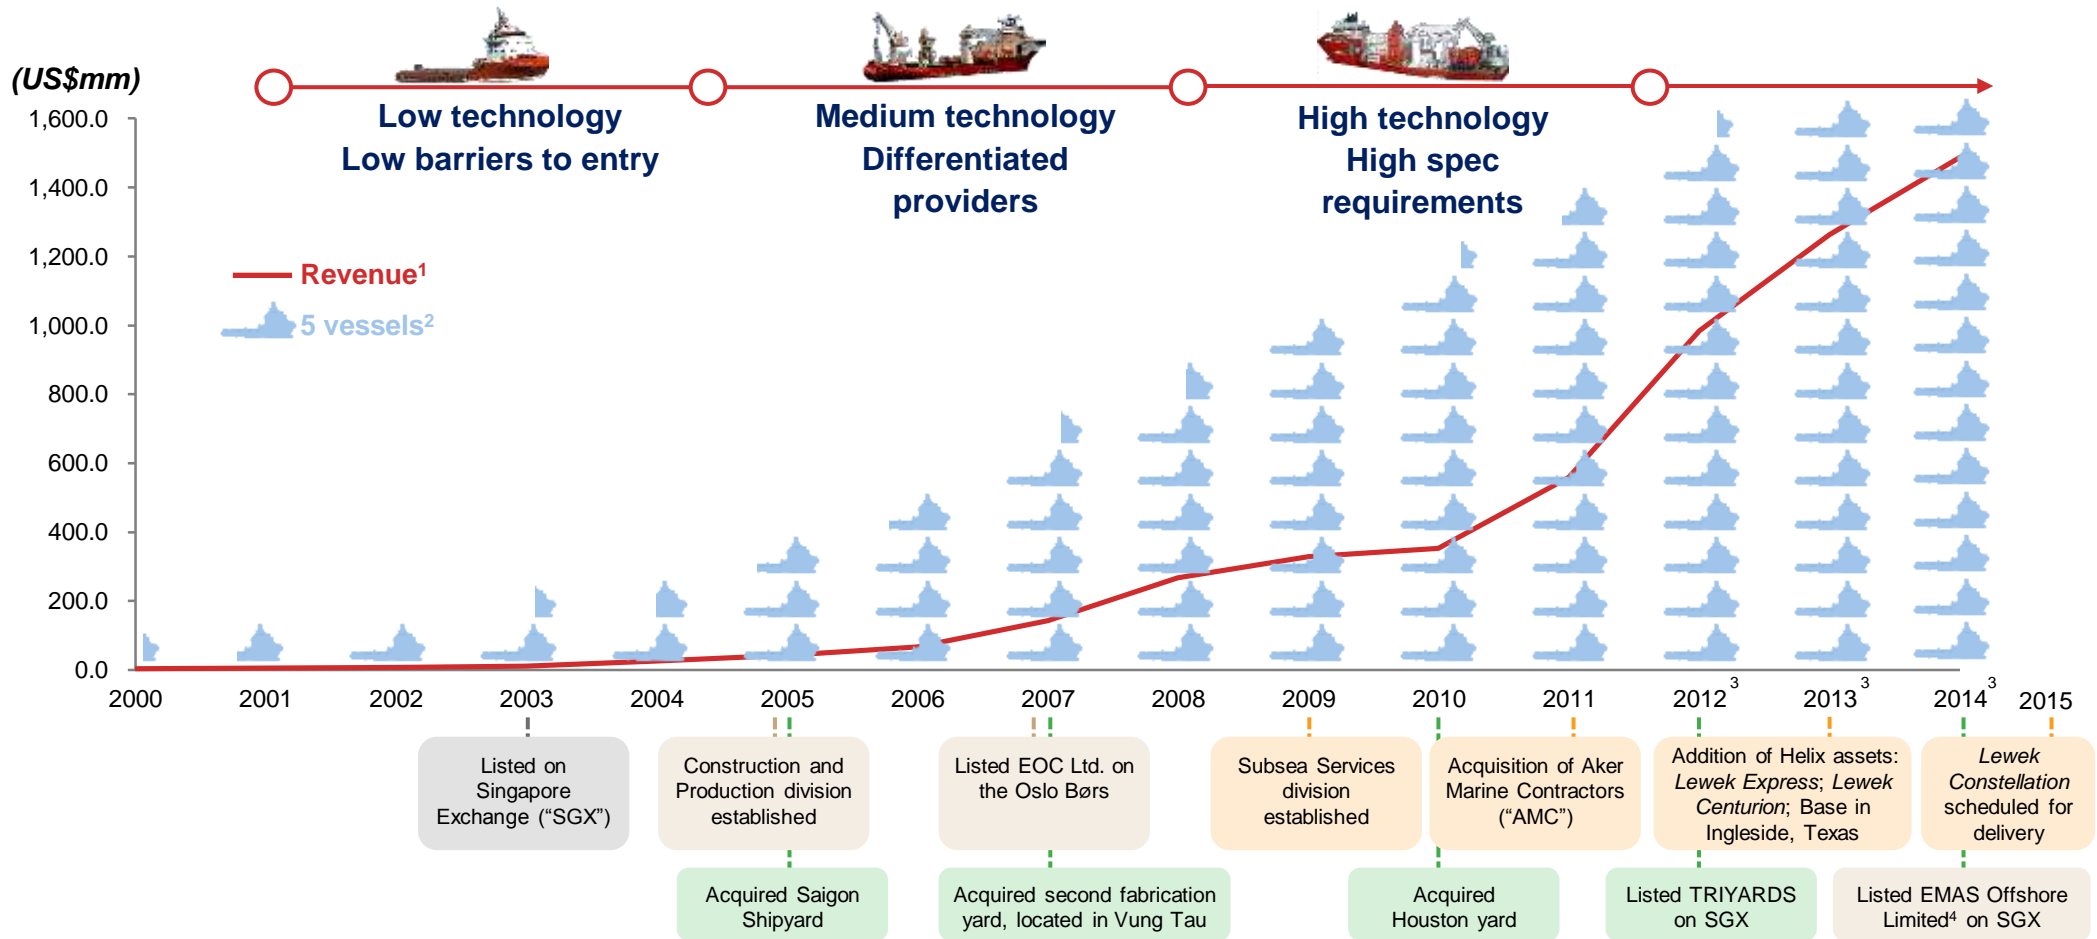 (US$mm)
Low technology
Low barriers to entry
Medium technology
Differentiated
providers
High technology
High spec
requirements
1,600.0
1,400.0
1,200.0
1,000.0
800.0
600.0
400.0
200.0
0.0
Revenue¹
5 vessels²
2000 2001 2002 2003 2004 2005 2006 2007 2008 2009 2010 2011 2012³ 2013³ 2014³ 2015
Listed on
Singapore
Exchange (“SGX”)
Construction and
Production division
established
Listed EOC Ltd. on
the Oslo Børs
Subsea Services
division
established
Acquisition of Aker
Marine Contractors
(“AMC”)
Addition of Helix assets:
Lewek Express; Lewek
Centurion; Base in
Ingleside, Texas
Lewek
Constellation
scheduled for
delivery
Acquired Saigon
Shipyard
Acquired second fabrication
yard, located in Vung Tau
Acquired
Houston yard
Listed TRIYARDS
on SGX
Listed EMAS Offshore
Limited⁴ on SGX